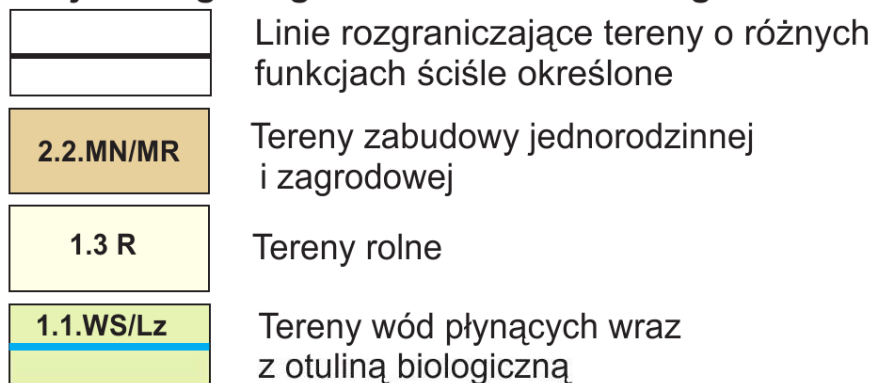 Linie rozgraniczające tereny o różnych
funkcjach ściśle określone
2.2.MN/MR
Tereny zabudowy jednorodzinnej
i zagrodowej
1.3 R
Tereny rolne
1.1.WS/Lz
Tereny wód płynących wraz
z otuliną biologiczną